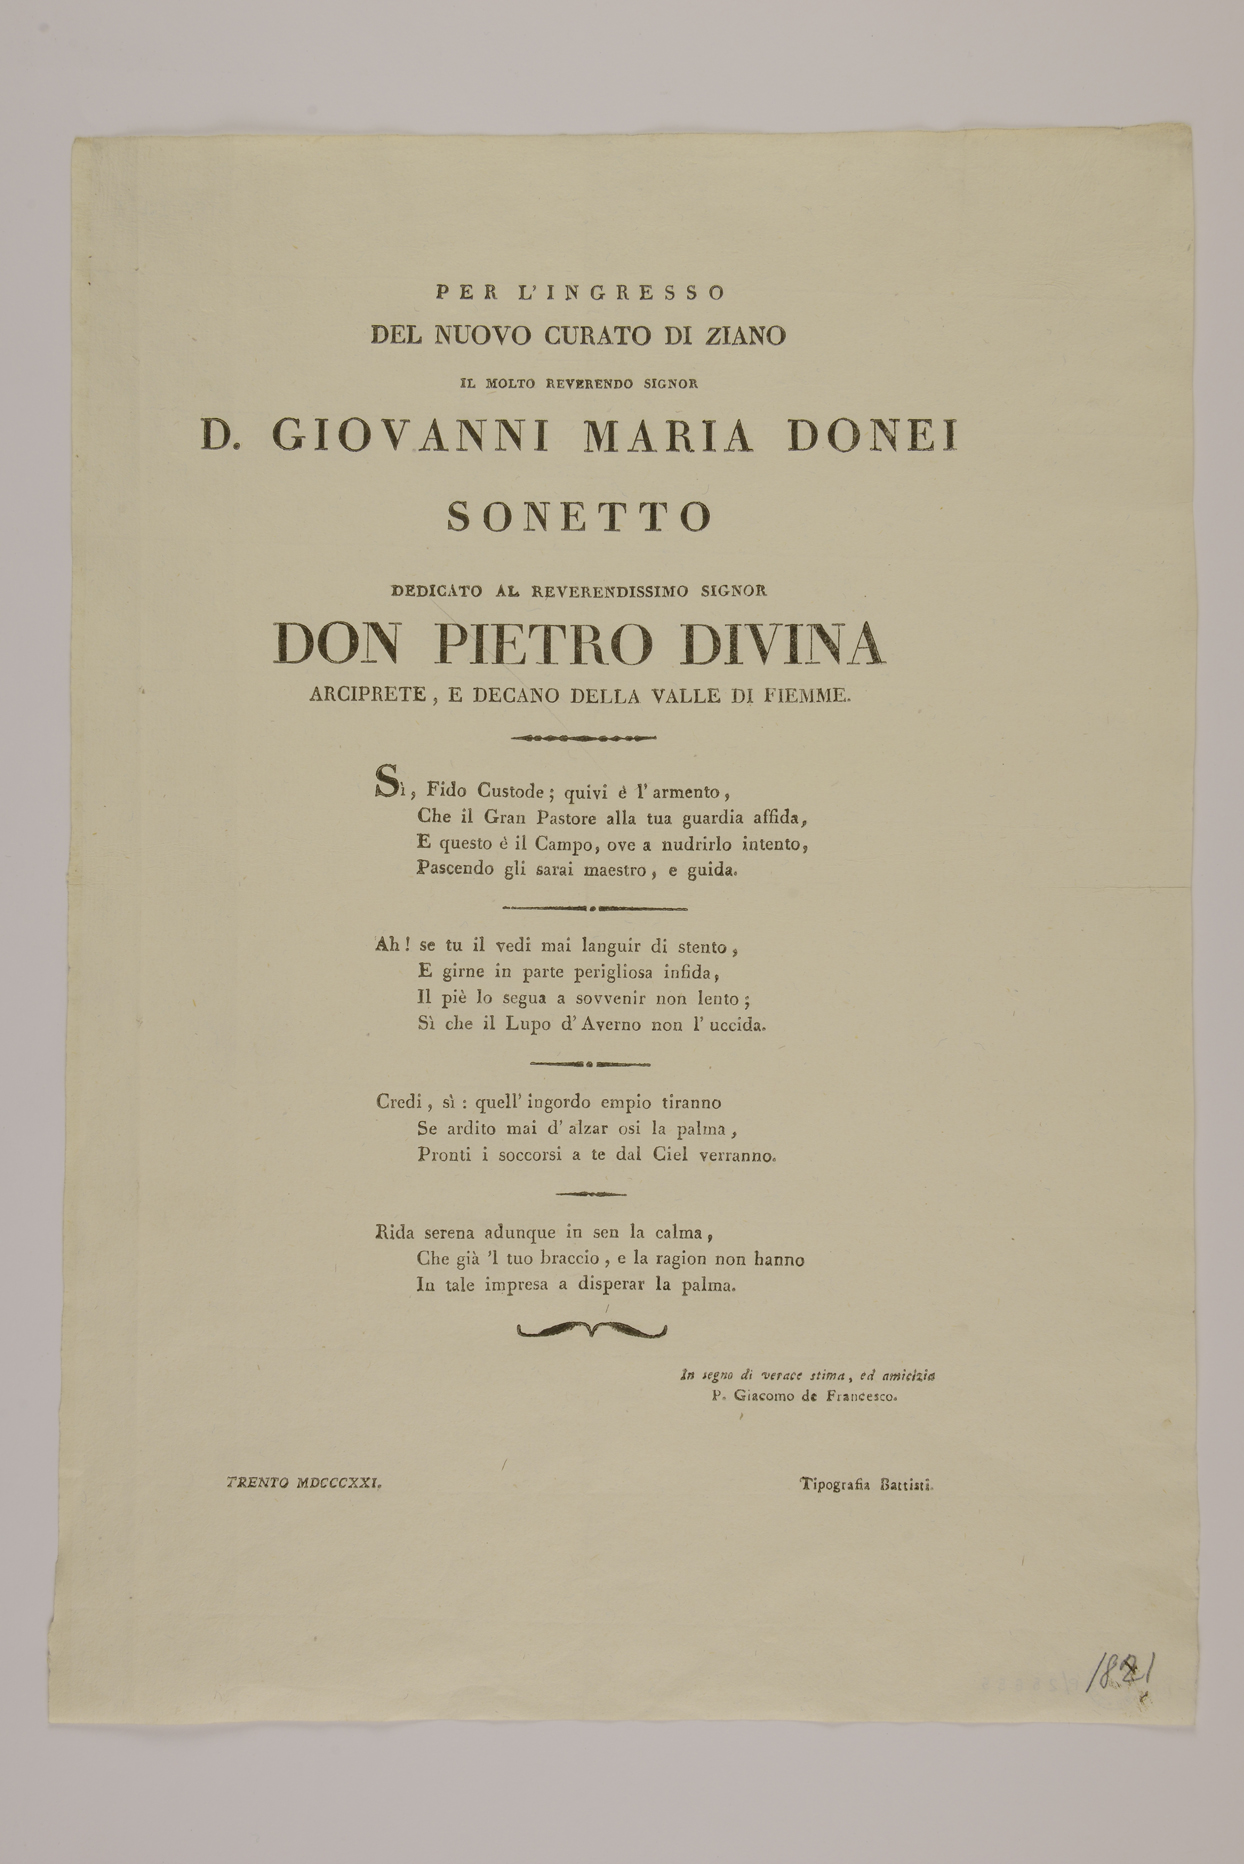 PER L'INGRESSO
DEL NUOVO CURATO DI ZIANO
IL MOLTO REVERENDO SIGNOR
D. GIOVANNI MARIA DONEI
SONETTO
DEDICATO AL REVERENDISSIMO SIGNOR
DON PIETRO DIVINA
ARCIPRETE, E DECANO DELLA VALLE DI FIEMME.
Sì, Fido Custode; quivi è l'armento,
Che il Gran Pastore alla tua guardia affida,
E questo è il Campo, ove a nudrirlo intento,
Pascendo gli sarai maestro, e guida.
Ah! se tu il vedi mai languir di stento,
E girne in parte perigliosa infida,
Il piè lo segua a sovvenir non lento;
Sì che il Lupo d'Averno non l'uccida.
Credi, sì: quell'ingordo empio tiranno
Se ardito mai d'alzar osi la palma,
Pronti i soccorsi a te dal Ciel verranno.
Rida serena adunque in sen la calma,
Che già 'l tuo braccio, e la ragion non hanno
In tale impresa a disperar la palma.
In segno di verace stima, ed amicizia
P. Giacomo de Francesco.
TRENTO MDCCCXXI.
Tipografia Battisti.
1821